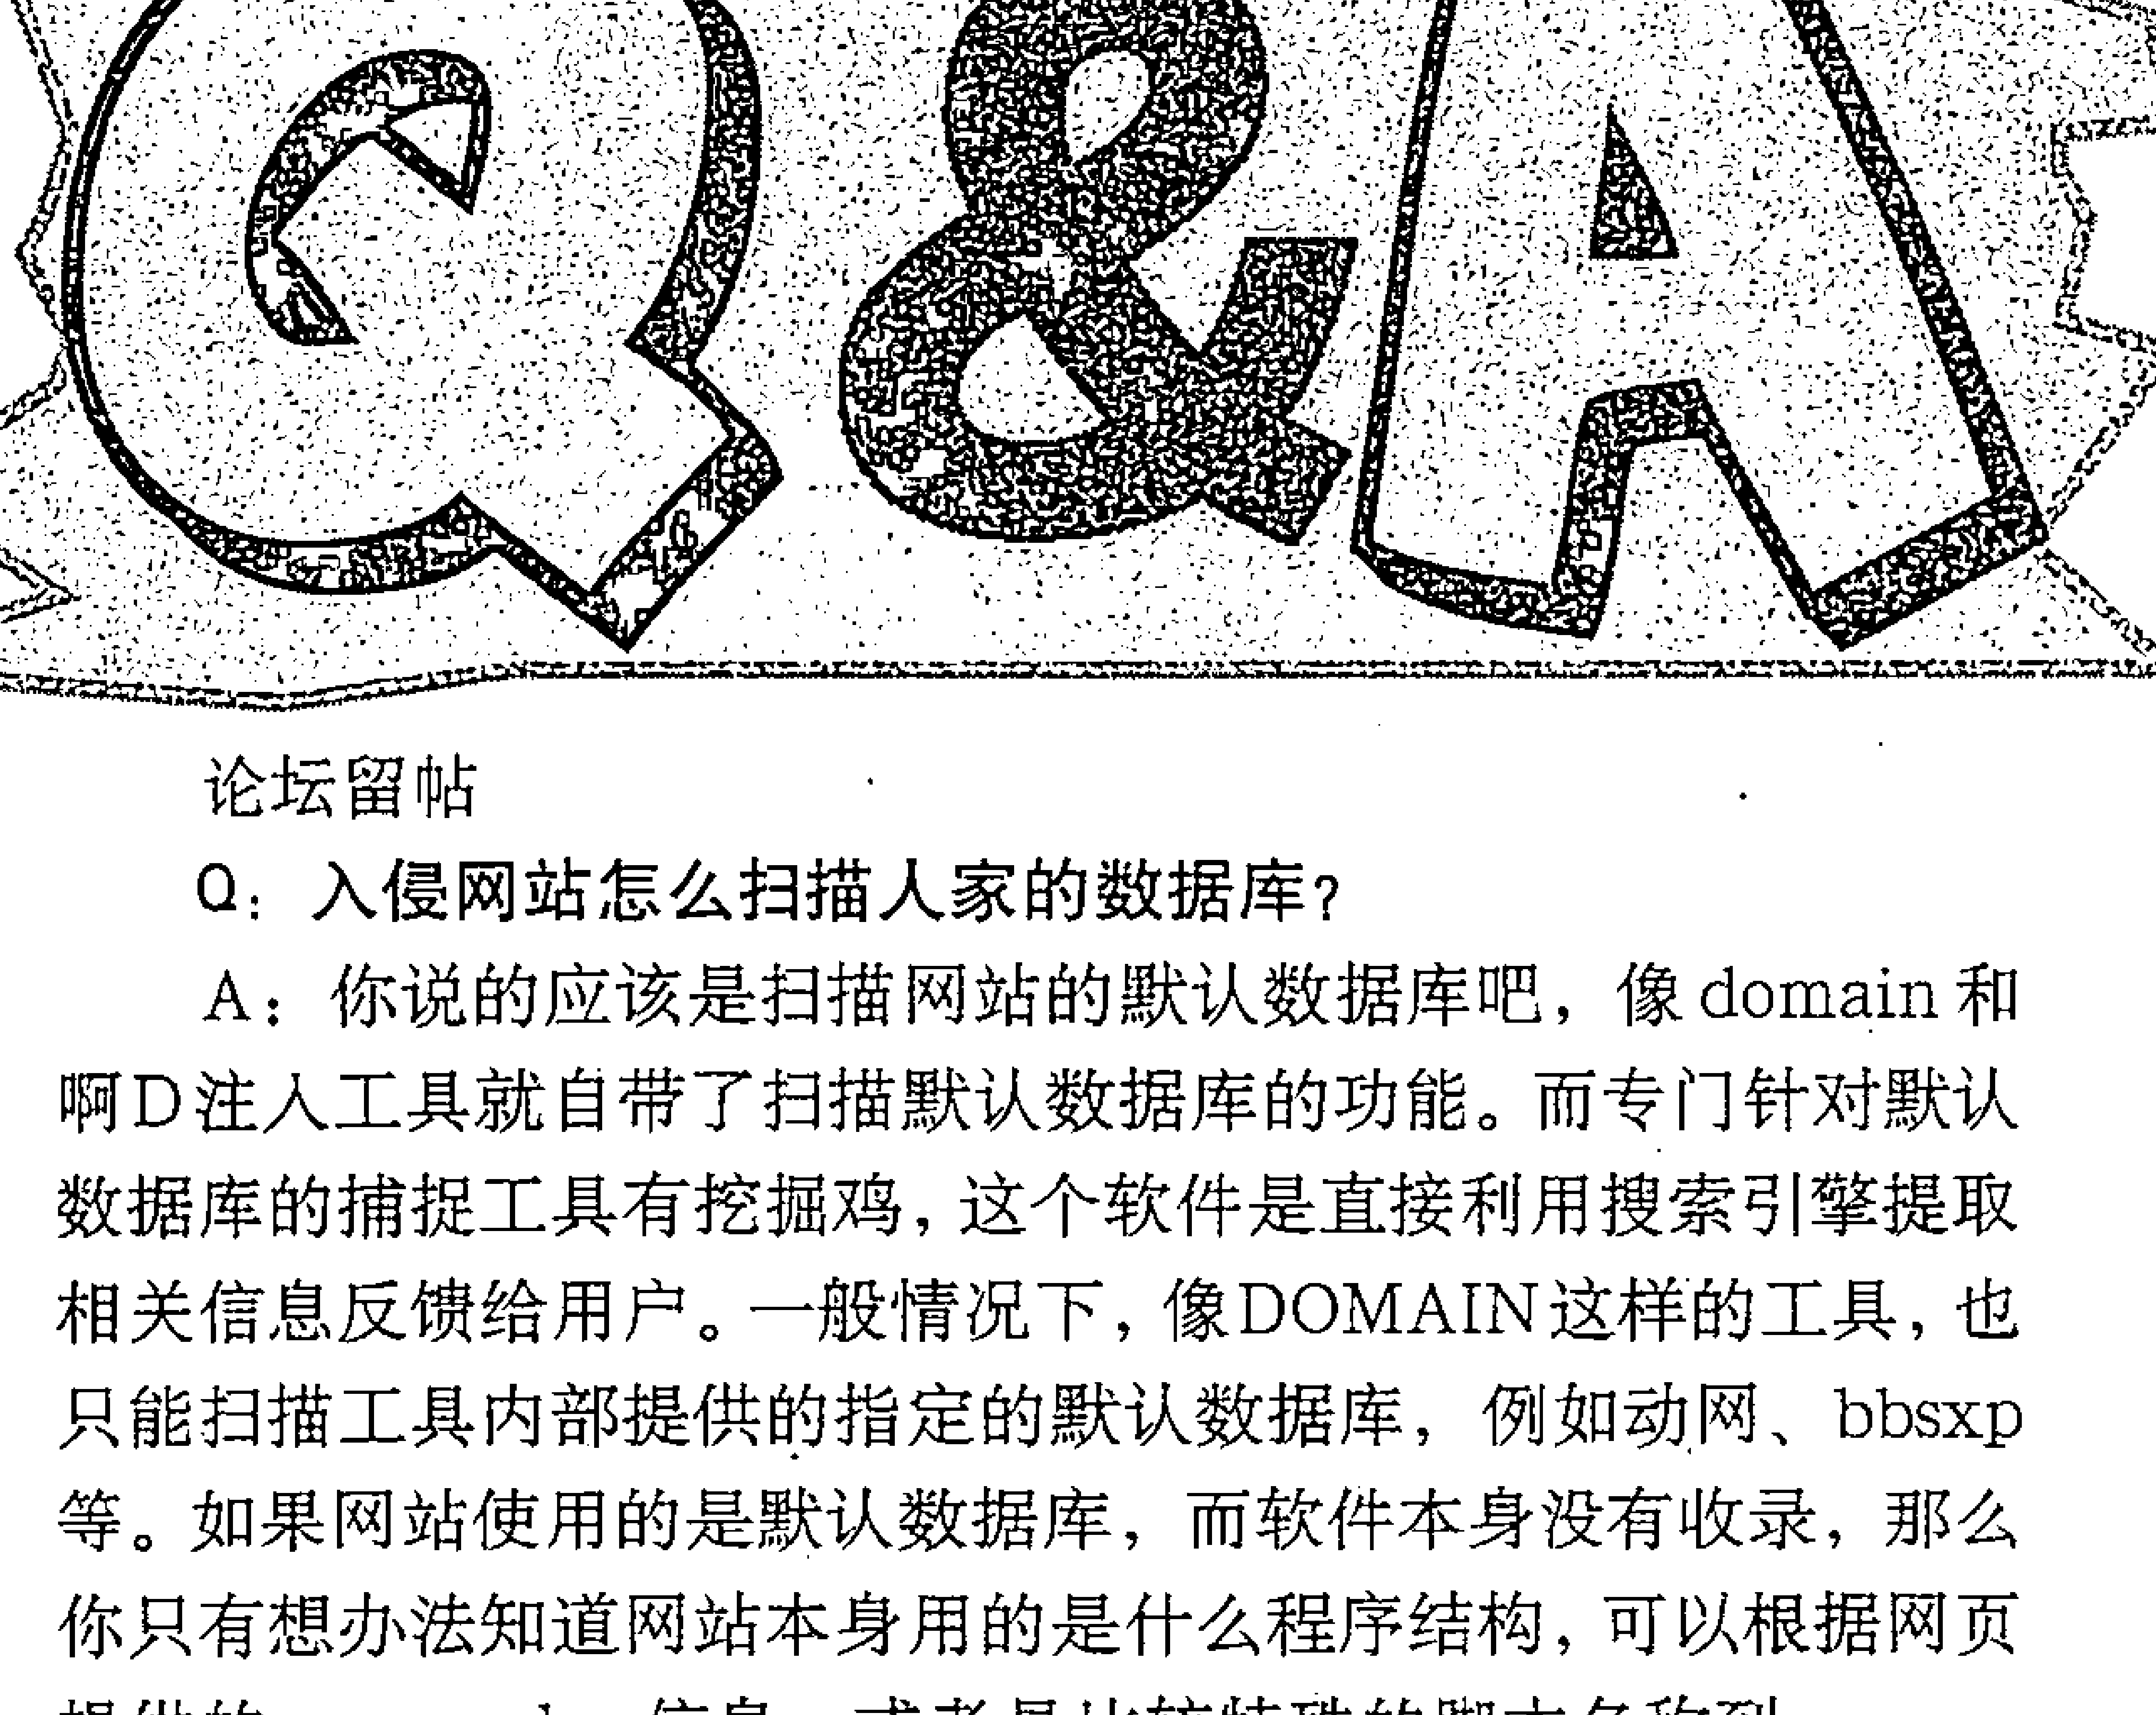 Q&A
论坛留帖
Q：入侵网站怎么扫描人家的数据库?
A：你说的应该是扫描网站的默认数据库吧，像domain和
啊D注入工具就自带了扫描默认数据库的功能。而专门针对默认
数据库的捕捉工具有挖掘鸡，这个软件是直接利用搜索引擎提取
相关信息反馈给用户。一般情况下，像DOMAIN这样的工具，也
只能扫描工具内部提供的指定的默认数据库，例如动网、bbsxp
等。如果网站使用的是默认数据库，而软件本身没有收录，那么
你只有想办法知道网站本身用的是什么程序结构，可以根据网页